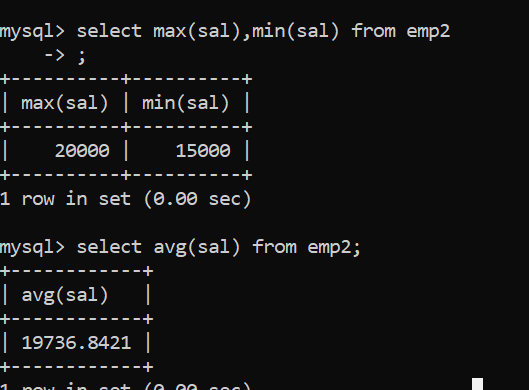 mysql> select max(sal),min(sal) from emp2
    -> ;
+----------+----------+
| max(sal) | min(sal) |
+----------+----------+
|    20000 |    15000 |
+----------+----------+
1 row in set (0.00 sec)
mysql> select avg(sal) from emp2;
+------------+
| avg(sal)   |
+------------+
| 19736.8421 |
+------------+
1 row in set (0.00 sec)